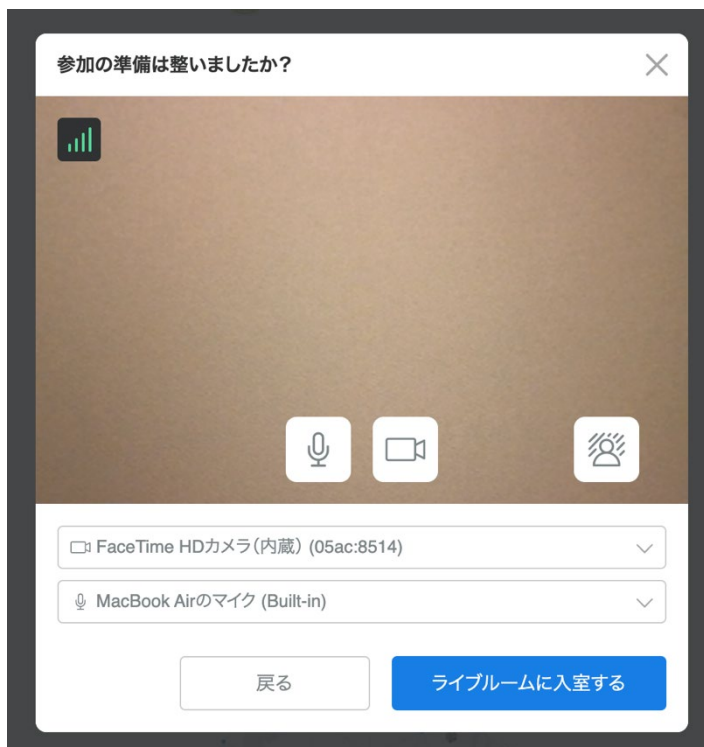 参加の準備は整いましたか？
FaceTime HDカメラ（内蔵） (05ac:8514)
MacBook Airのマイク (Built-in)
戻る
ライブルームに入室する